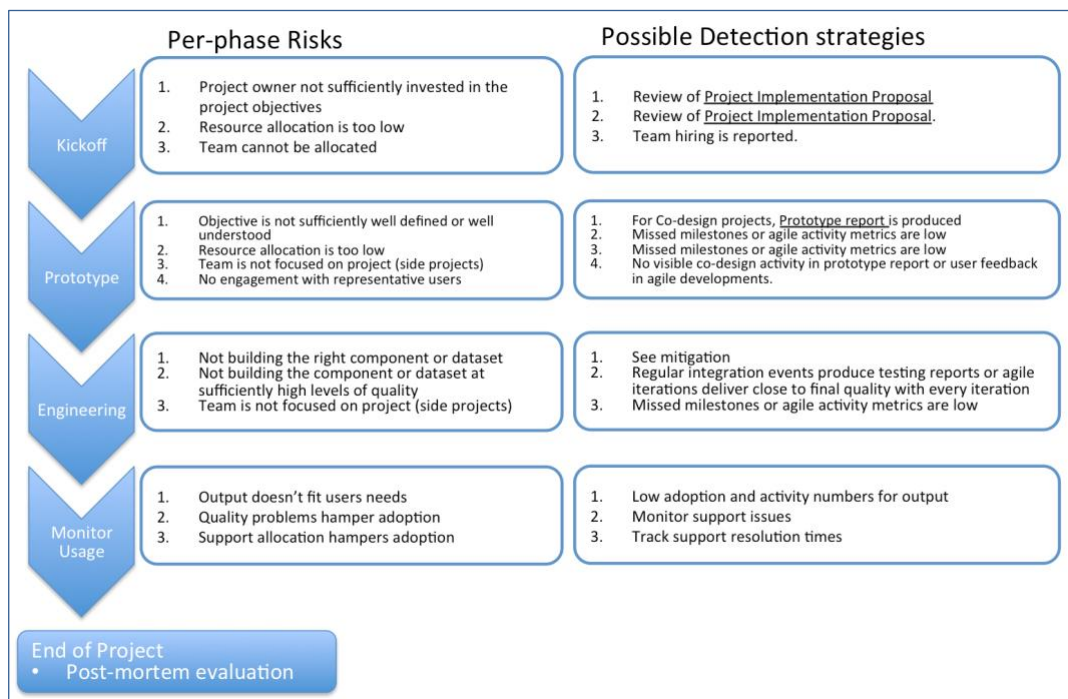 Per-phase Risks
Possible Detection strategies
Kickoff
1. Project owner not sufficiently invested in the
project objectives
2. Resource allocation is too low
3. Team cannot be allocated
1. Review of Project Implementation Proposal
2. Review of Project Implementation Proposal.
3. Team hiring is reported.
Prototype
1. Objective is not sufficiently well defined or well
understood
2. Resource allocation is too low
3. Team is not focused on project (side projects)
4. No engagement with representative users
1. For Co-design projects, Prototype report is produced
2. Missed milestones or agile activity metrics are low
3. Missed milestones or agile activity metrics are low
4. No visible co-design activity in prototype report or user feedback
in agile developments.
Engineering
1. Not building the right component or dataset
2. Not building the component or dataset at
sufficiently high levels of quality
3. Team is not focused on project (side projects)
1. See mitigation
2. Regular integration events produce testing reports or agile
iterations deliver close to final quality with every iteration
3. Missed milestones or agile activity metrics are low
Monitor
Usage
1. Output doesn't fit users needs
2. Quality problems hamper adoption
3. Support allocation hampers adoption
1. Low adoption and activity numbers for output
2. Monitor support issues
3. Track support resolution times
End of Project
• Post-mortem evaluation